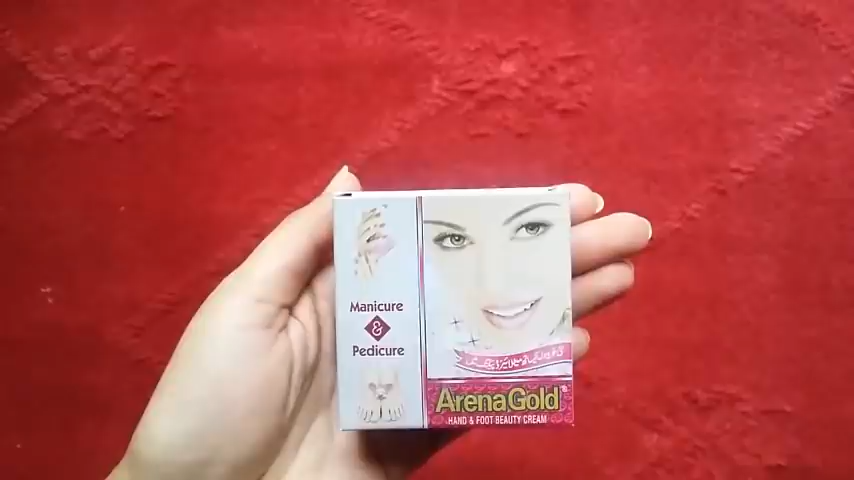 Manicure
&
Pedicure
ArenaGold
HAND & FOOT BEAUTY CREAM